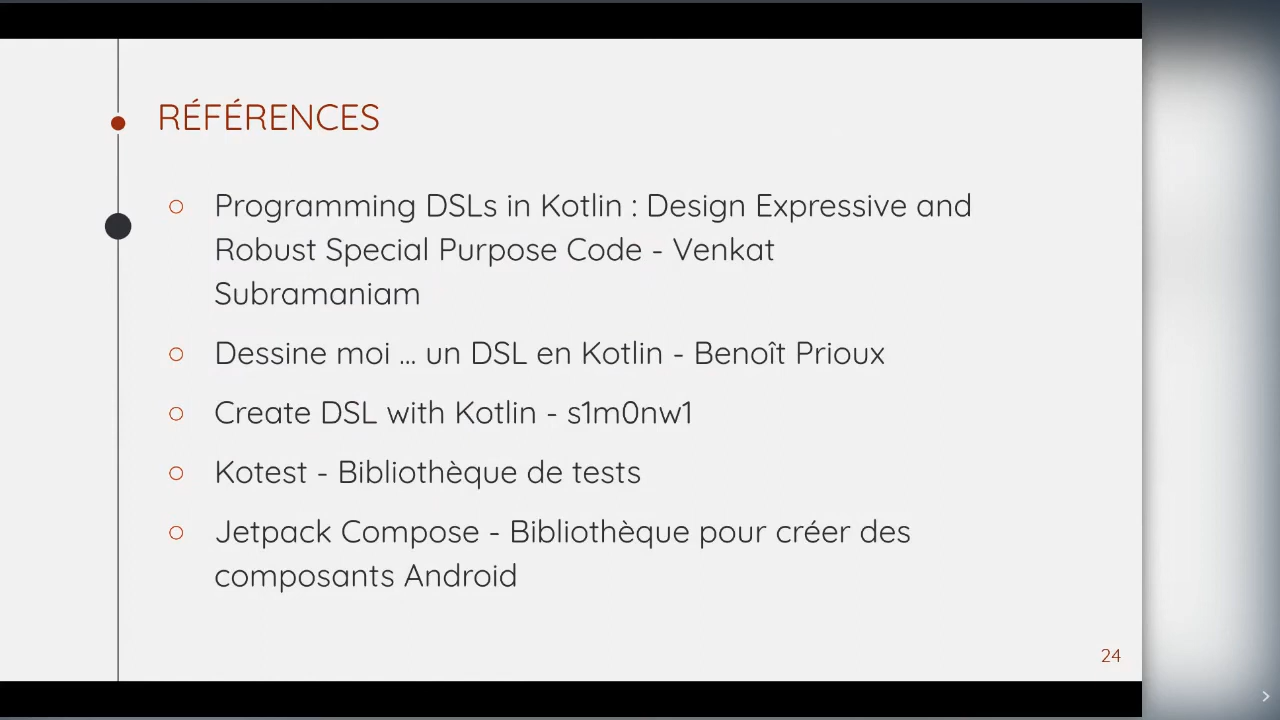 RÉFÉRENCES
Programming DSLs in Kotlin : Design Expressive and
Robust Special Purpose Code - Venkat
Subramaniam
Dessine moi ... un DSL en Kotlin - Benoît Prioux
Create DSL with Kotlin - s1m0nw1
Kotest - Bibliothèque de tests
Jetpack Compose - Bibliothèque pour créer des
composants Android
24